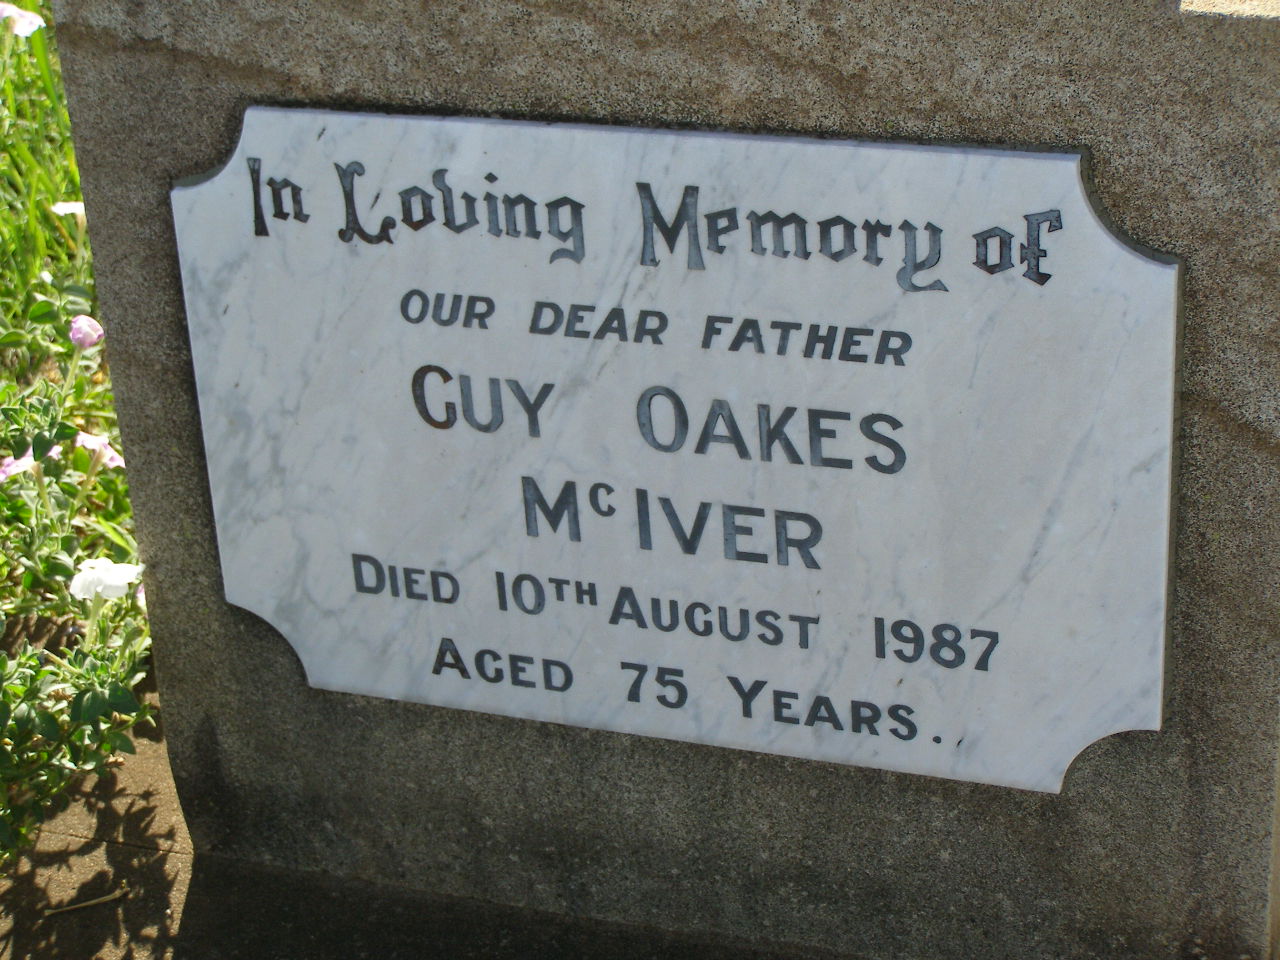 In Loving Memory of
OUR DEAR FATHER
GUY OAKES
McIVER
DIED 10TH AUGUST 1987
AGED 75 YEARS.